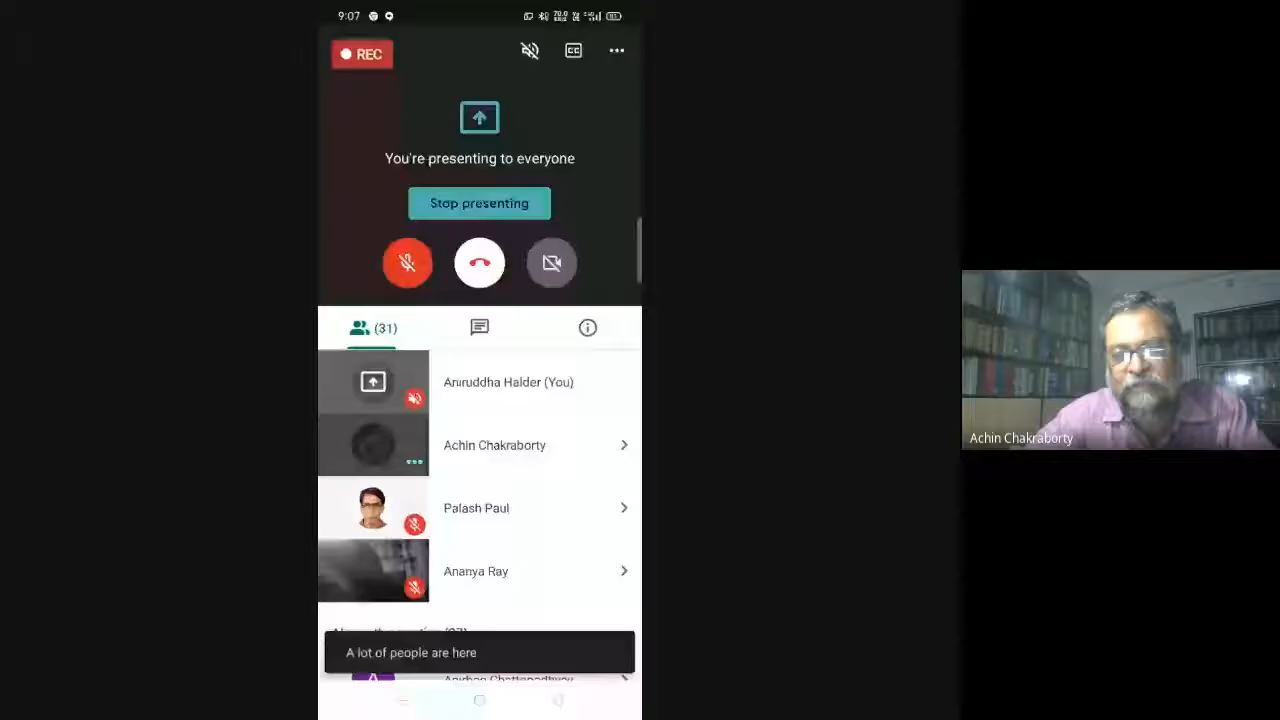 9:07
REC
CC
You're presenting to everyone
Stop presenting
(31)
Aniruddha Halder (You)
Achin Chakraborty
Palash Paul
Ananya Ray
A lot of people are here
Achin Chakraborty